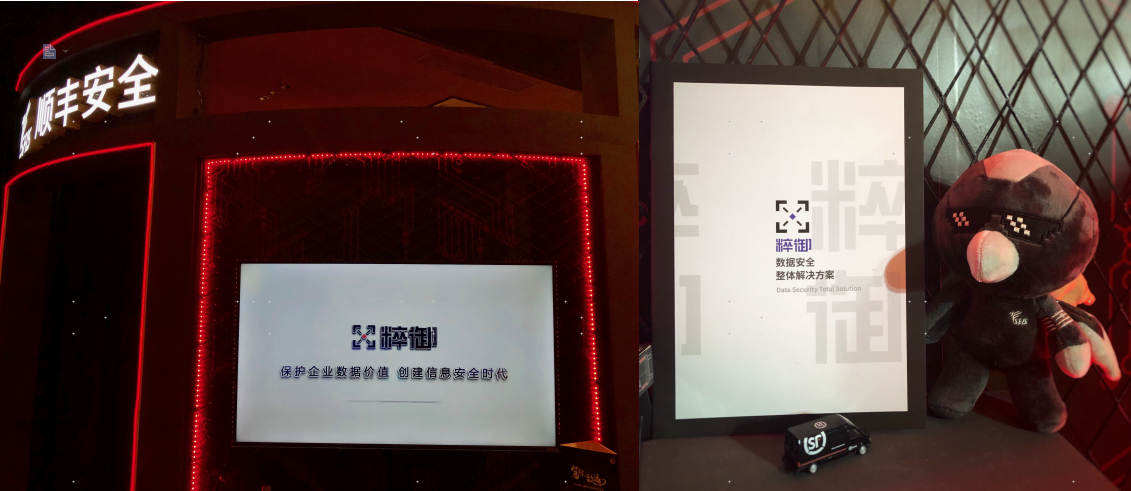 顺丰安全
粹御
保护企业数据价值 创建信息安全时代
粹
御
粹御
数据安全
整体解决方案
Data Security Total Solution
SFIS
SF